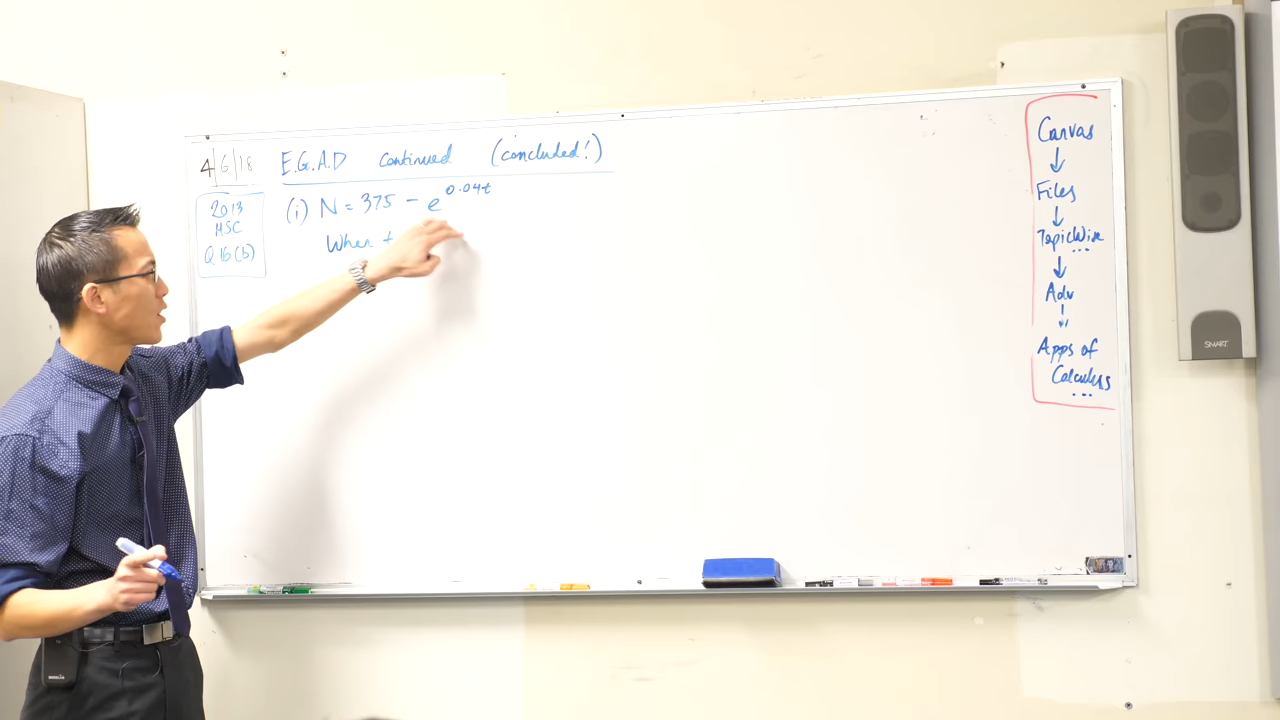 4/6/18
E.G.A.D Continued (concluded!)
2013
HSC
Q16(b)
(i) N = 375 - e^0.04t
When t
Canvas
↓
Files
↓
TopicWise
...
↓
Adv
↓
Apps of
Calculus
...
SMART